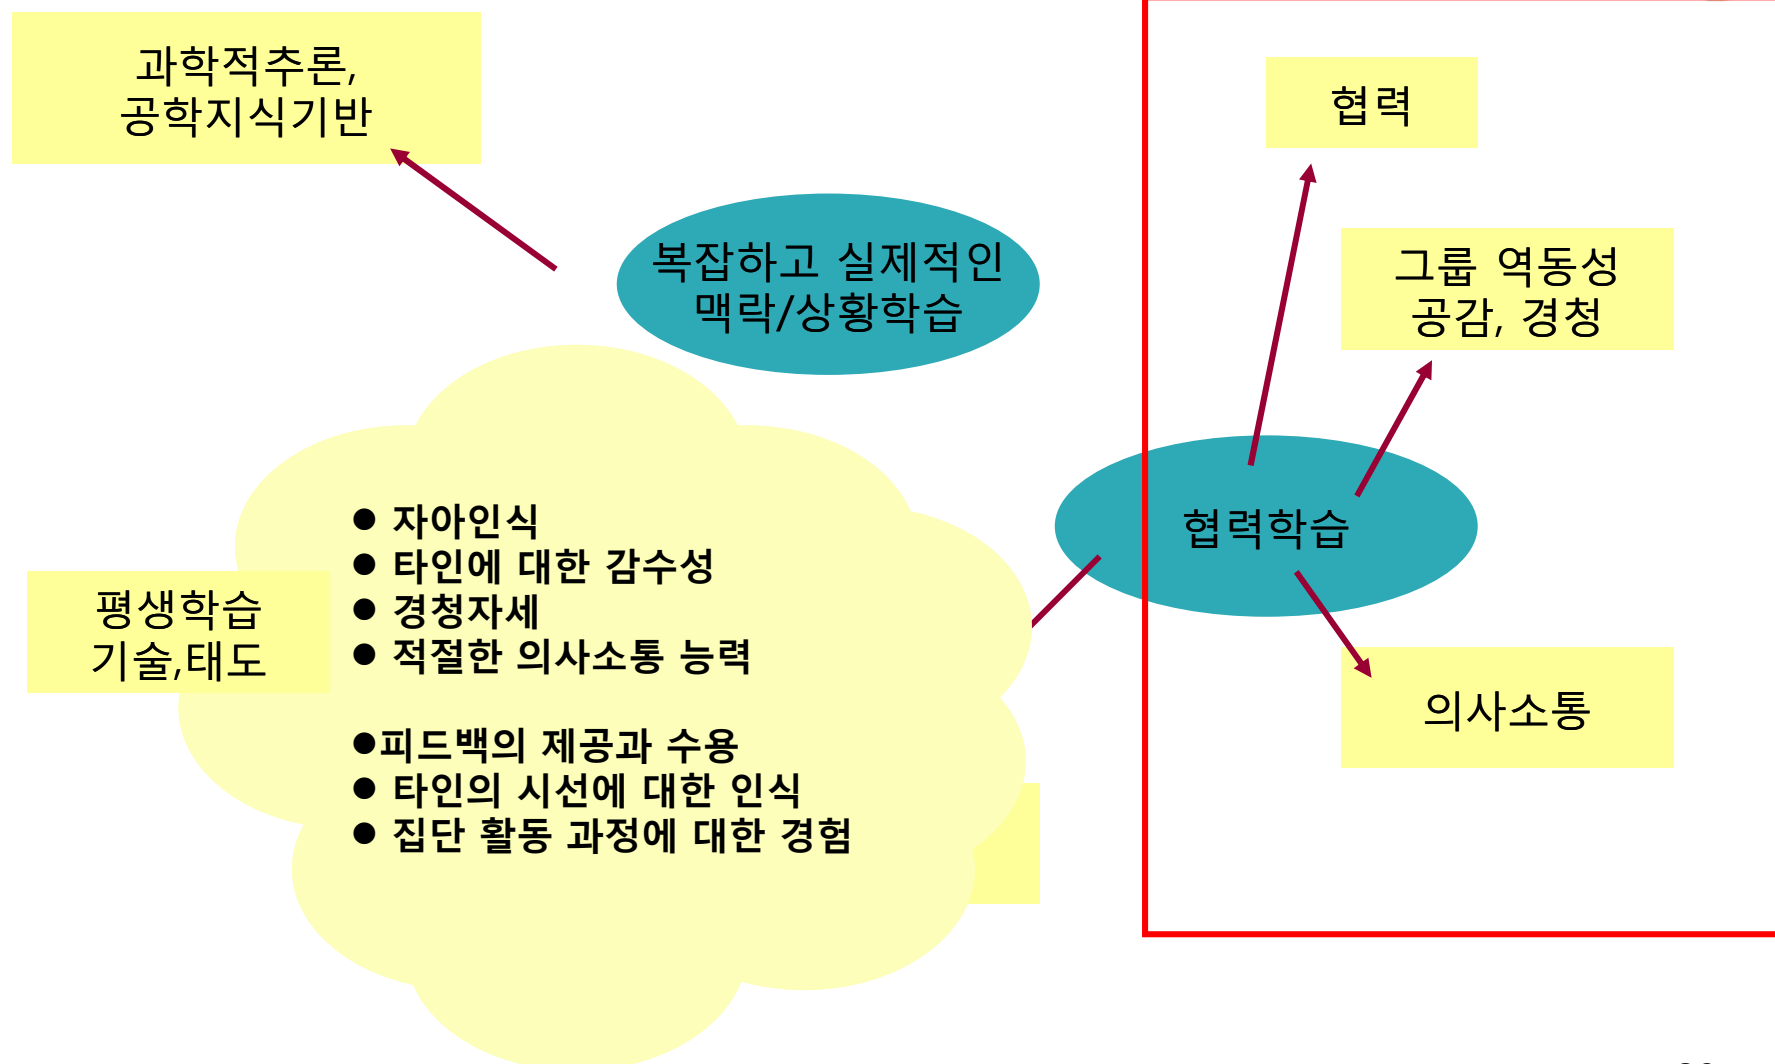 과학적추론,
공학지식기반
협력
복잡하고 실제적인
맥락/상황학습
그룹 역동성
공감, 경청
협력학습
● 자아인식
● 타인에 대한 감수성
● 경청자세
● 적절한 의사소통 능력
평생학습
기술,태도
의사소통
●피드백의 제공과 수용
● 타인의 시선에 대한 인식
● 집단 활동 과정에 대한 경험